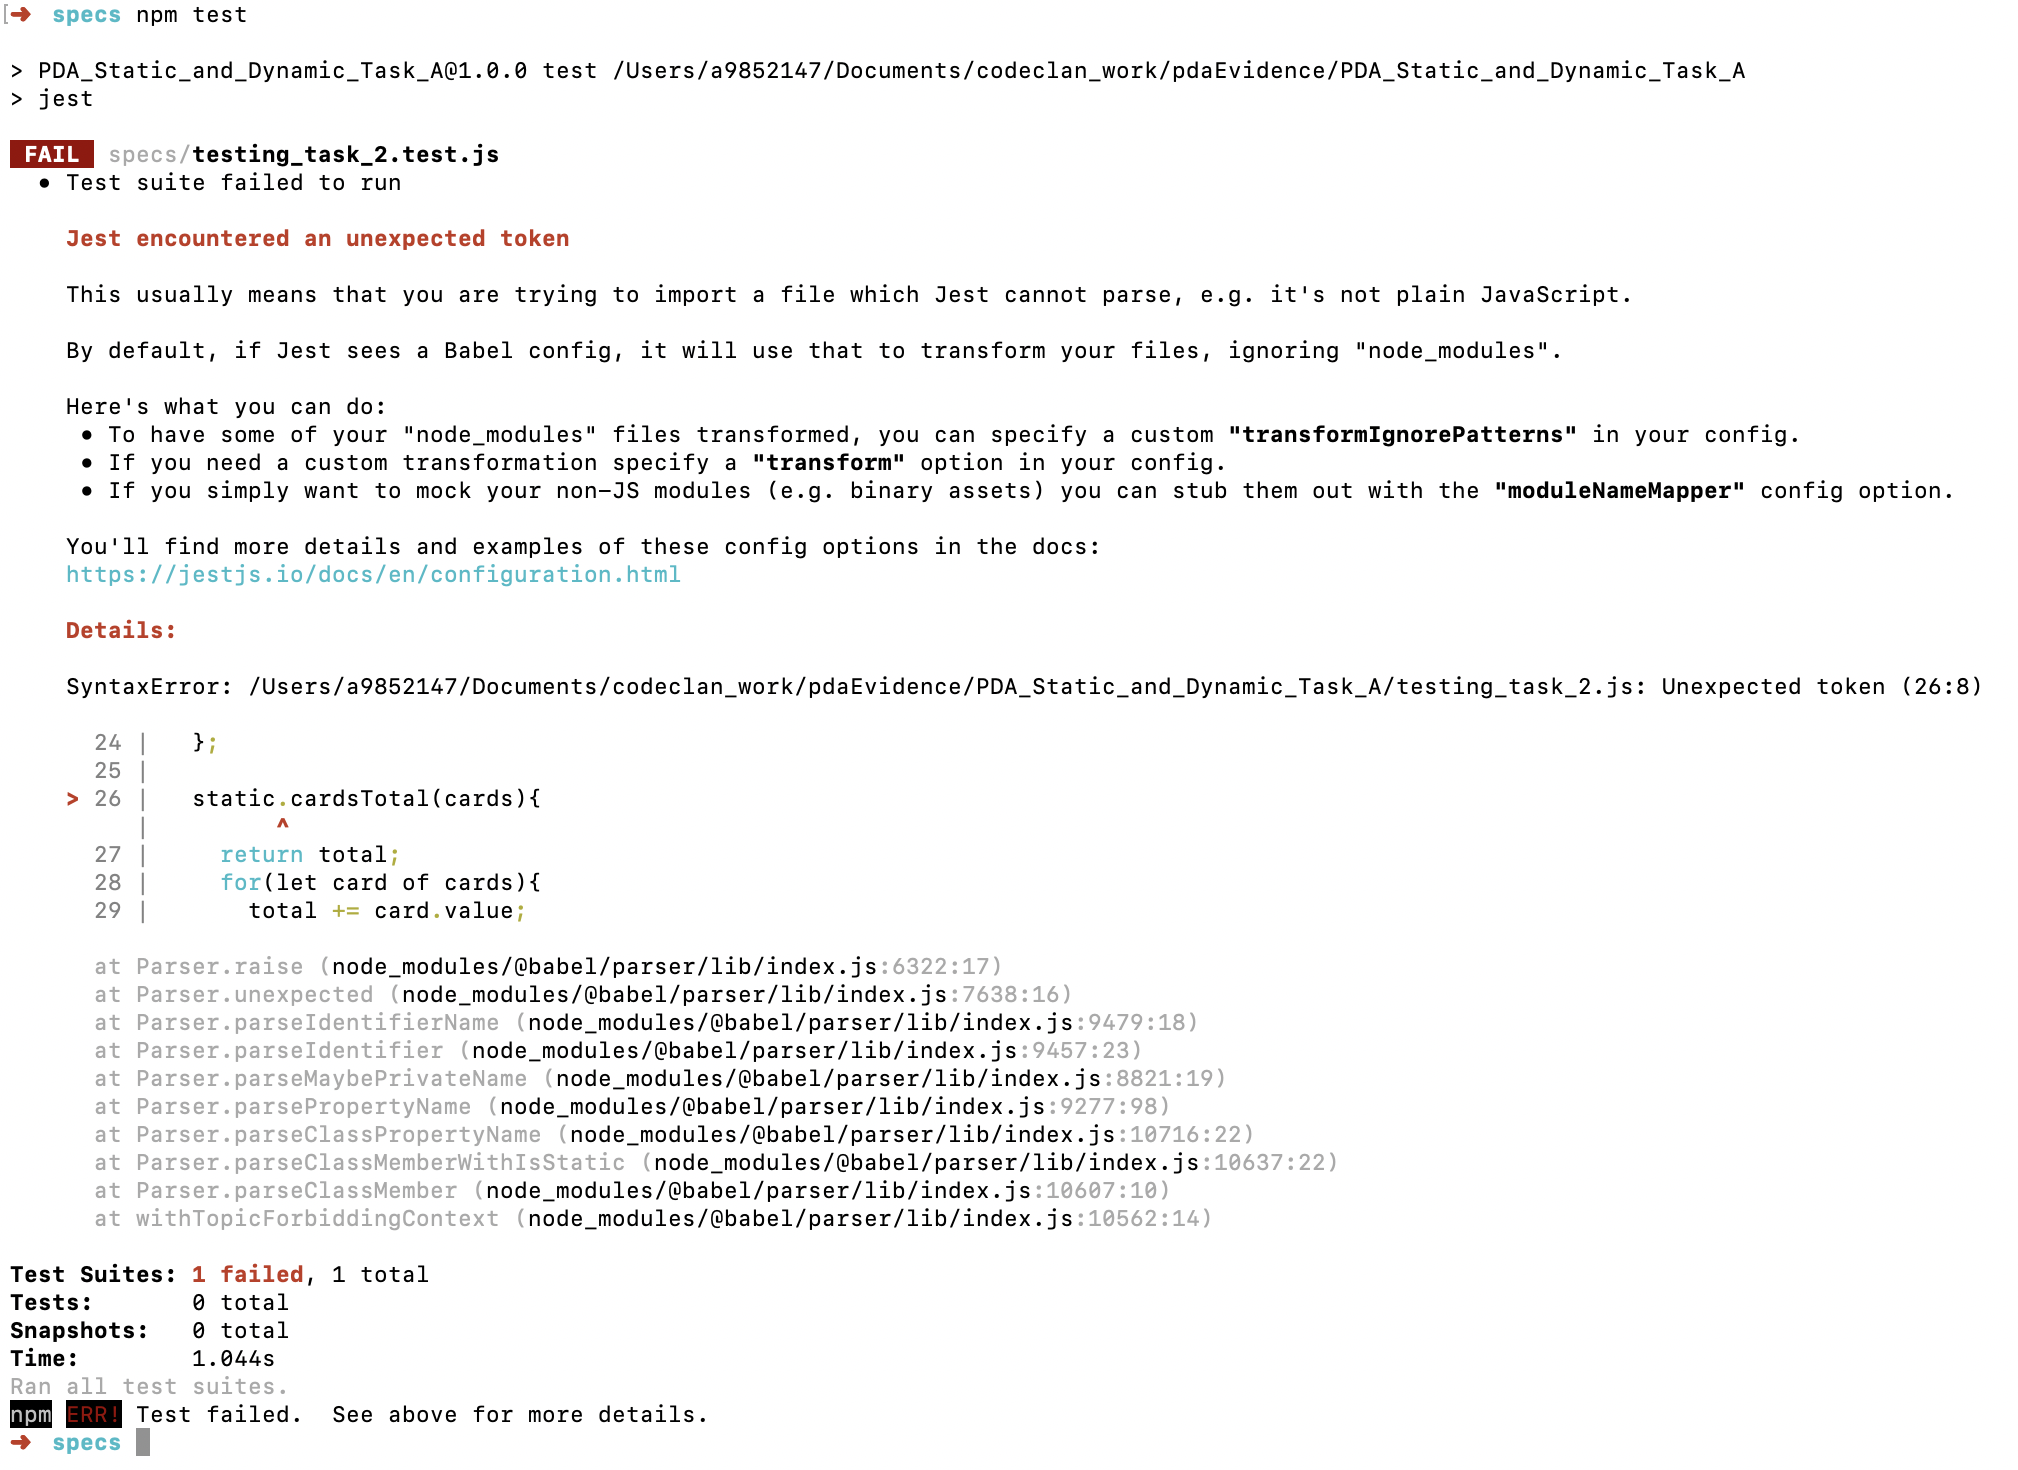 [➜  specs npm test

> PDA_Static_and_Dynamic_Task_A@1.0.0 test /Users/a9852147/Documents/codeclan_work/pdaEvidence/PDA_Static_and_Dynamic_Task_A
> jest

 FAIL  specs/testing_task_2.test.js
  ● Test suite failed to run

    Jest encountered an unexpected token

    This usually means that you are trying to import a file which Jest cannot parse, e.g. it's not plain JavaScript.

    By default, if Jest sees a Babel config, it will use that to transform your files, ignoring "node_modules".

    Here's what you can do:
     • To have some of your "node_modules" files transformed, you can specify a custom "transformIgnorePatterns" in your config.
     • If you need a custom transformation specify a "transform" option in your config.
     • If you simply want to mock your non-JS modules (e.g. binary assets) you can stub them out with the "moduleNameMapper" config option.

    You'll find more details and examples of these config options in the docs:
    https://jestjs.io/docs/en/configuration.html

    Details:

    SyntaxError: /Users/a9852147/Documents/codeclan_work/pdaEvidence/PDA_Static_and_Dynamic_Task_A/testing_task_2.js: Unexpected token (26:8)

      24 |   };
      25 |
    > 26 |   static.cardsTotal(cards){
         |         ^
      27 |     return total;
      28 |     for(let card of cards){
      29 |       total += card.value;

      at Parser.raise (node_modules/@babel/parser/lib/index.js:6322:17)
      at Parser.unexpected (node_modules/@babel/parser/lib/index.js:7638:16)
      at Parser.parseIdentifierName (node_modules/@babel/parser/lib/index.js:9479:18)
      at Parser.parseIdentifier (node_modules/@babel/parser/lib/index.js:9457:23)
      at Parser.parseMaybePrivateName (node_modules/@babel/parser/lib/index.js:8821:19)
      at Parser.parsePropertyName (node_modules/@babel/parser/lib/index.js:9277:98)
      at Parser.parseClassPropertyName (node_modules/@babel/parser/lib/index.js:10716:22)
      at Parser.parseClassMemberWithIsStatic (node_modules/@babel/parser/lib/index.js:10637:22)
      at Parser.parseClassMember (node_modules/@babel/parser/lib/index.js:10607:10)
      at withTopicForbiddingContext (node_modules/@babel/parser/lib/index.js:10562:14)

Test Suites: 1 failed, 1 total
Tests:       0 total
Snapshots:   0 total
Time:        1.044s
Ran all test suites.
npm ERR! Test failed.  See above for more details.
➜  specs